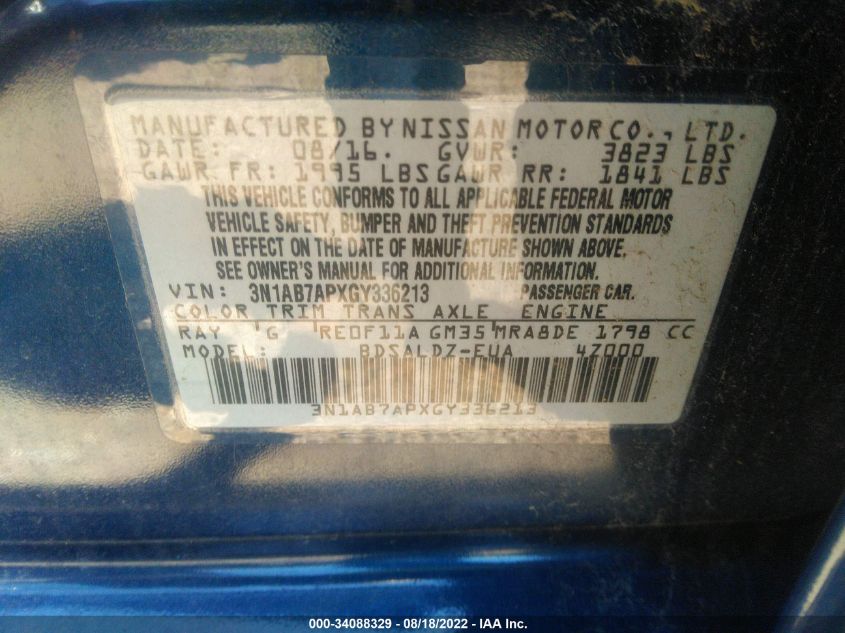 MANUFACTURED BY NISSAN MOTOR CO., LTD.
DATE: 08/16. GVWR: 3823 LBS
GAWR FR: 1995 LBS GAWR RR: 1841 LBS
THIS VEHICLE CONFORMS TO ALL APPLICABLE FEDERAL MOTOR
VEHICLE SAFETY, BUMPER AND THEFT PREVENTION STANDARDS
IN EFFECT ON THE DATE OF MANUFACTURE SHOWN ABOVE.
SEE OWNER'S MANUAL FOR ADDITIONAL INFORMATION
VIN: 3N1AB7APXGY336213 PASSENGER CAR.
COLOR TRIM TRANS AXLE ENGINE
RAY 'G 'RE0F11A GM35'MRA8DE 1798 CC
MODEL: BDSALDZ-EUA 4Z000
3N1AB7APXGY336213
000-34088329 - 08/18/2022 - IAA Inc.